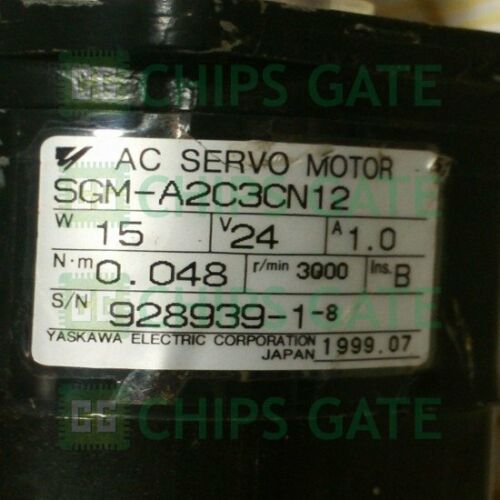 CHIPS GATE
AC SERVO MOTOR
SGM-A2C3CN12
W 15 V 24 A 1.0
N·m 0.048 r/min 3000 Ins. B
S/N 928939-1-8
YASKAWA ELECTRIC CORPORATION
JAPAN 1999.07
CHIPS GATE